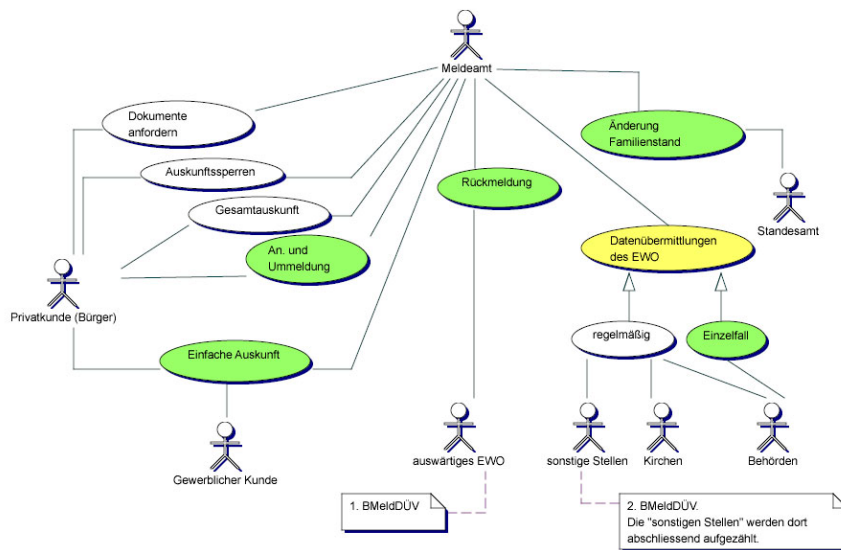 Meldeamt
Dokumente
anfordern
Änderung
Familienstand
Auskunftssperren
Rückmeldung
Gesamtauskunft
Standesamt
An. und
Ummeldung
Datenübermittlungen
des EWO
Privatkunde (Bürger)
regelmäßig
Einzelfall
Einfache Auskunft
auswärtiges EWO
sonstige Stellen
Kirchen
Behörden
Gewerblicher Kunde
1. BMeldDÜV
2. BMeldDÜV.
Die "sonstigen Stellen" werden dort
abschliessend aufgezählt.